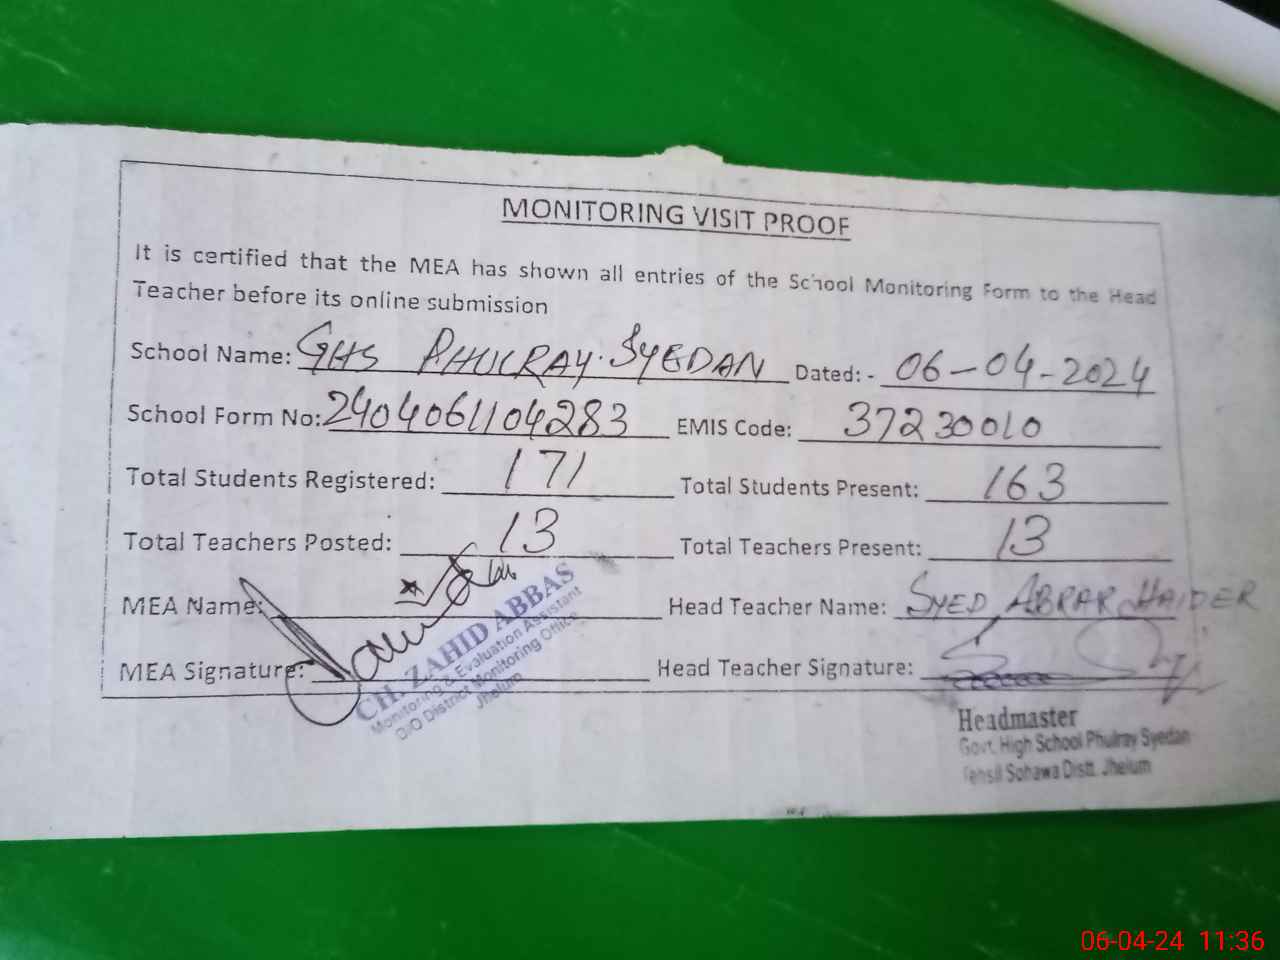 MONITORING VISIT PROOF
It is certified that the MEA has shown all entries of the School Monitoring Form to the Head
Teacher before its online submission
School Name: GHS PHULRAY SYEDAN Dated: - 06-04-2024
School Form No: 2404061104283 EMIS Code: 37230010
Total Students Registered: 171 Total Students Present: 163
Total Teachers Posted: 13 Total Teachers Present: 13
MEA Name: Head Teacher Name: SYED ABRAR HAIDER
MEA Signature: Head Teacher Signature:
CH. ZAHID ABBAS
Monitoring & Evaluation Assistant
O/O District Monitoring Office
Jhelum
Headmaster
Govt. High School Phulray Syedan
Tehsil Sohawa Distt. Jhelum
06-04-24 11:36